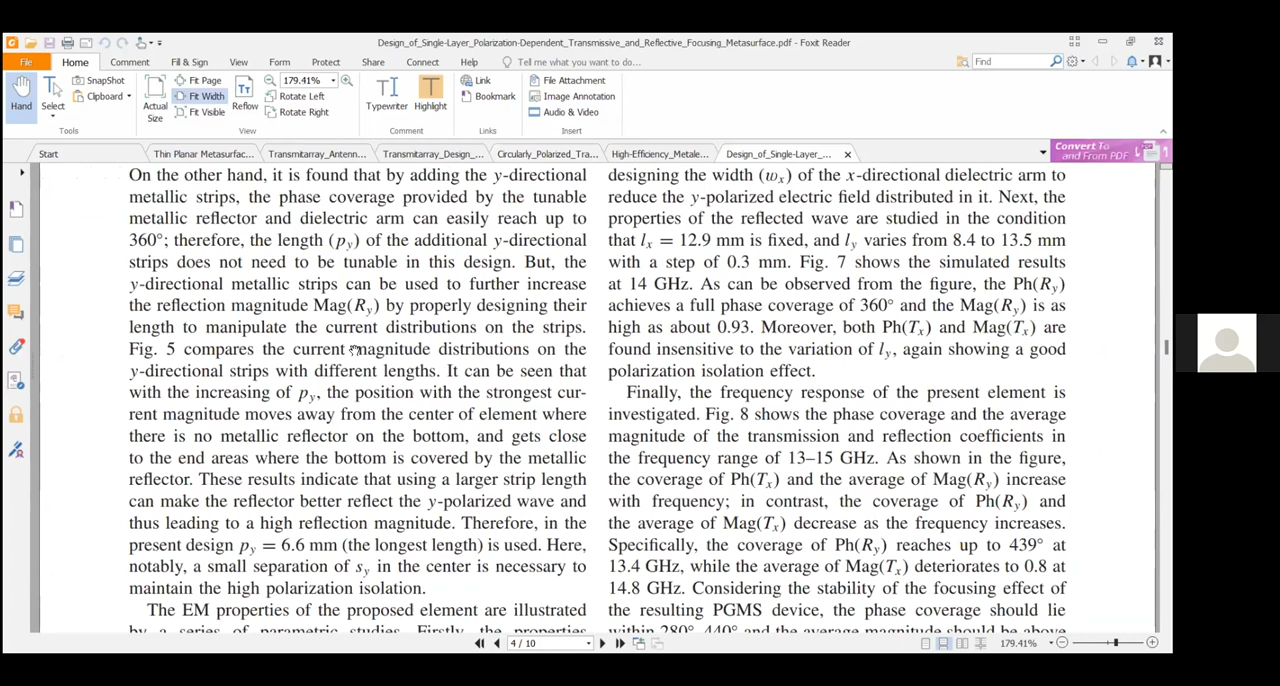 Design_of_Single-Layer_Polarization-Dependent_Transmissive_and_Reflective_Focusing_Metasurface.pdf - Foxit Reader
File Home Comment Fill & Sign View Form Protect Share Connect Help Tell me what you want to do... Find
Hand
Select
SnapShot
Clipboard
Tools
Actual
Size
Fit Page
Fit Width
Fit Visible
Reflow
179.41%
Rotate Left
Rotate Right
View
Typewriter
Highlight
Comment
Link
Bookmark
Links
File Attachment
Image Annotation
Audio & Video
Insert
Start Thin Planar Metasurfac... Transmitarray_Antenn... Transmitarray_Design_... Circularly_Polarized_Tra... High-Efficiency_Metale... Design_of_Single-Layer_...
Convert To
and From PDF
On the other hand, it is found that by adding the y-directional
metallic strips, the phase coverage provided by the tunable
metallic reflector and dielectric arm can easily reach up to
360°; therefore, the length (py) of the additional y-directional
strips does not need to be tunable in this design. But, the
y-directional metallic strips can be used to further increase
the reflection magnitude Mag(Ry) by properly designing their
length to manipulate the current distributions on the strips.
Fig. 5 compares the current magnitude distributions on the
y-directional strips with different lengths. It can be seen that
with the increasing of py, the position with the strongest cur-
rent magnitude moves away from the center of element where
there is no metallic reflector on the bottom, and gets close
to the end areas where the bottom is covered by the metallic
reflector. These results indicate that using a larger strip length
can make the reflector better reflect the y-polarized wave and
thus leading to a high reflection magnitude. Therefore, in the
present design py = 6.6 mm (the longest length) is used. Here,
notably, a small separation of sy in the center is necessary to
maintain the high polarization isolation.
The EM properties of the proposed element are illustrated
by a series of parametric studies. Firstly, the properties
designing the width (wx) of the x-directional dielectric arm to
reduce the y-polarized electric field distributed in it. Next, the
properties of the reflected wave are studied in the condition
that lx = 12.9 mm is fixed, and ly varies from 8.4 to 13.5 mm
with a step of 0.3 mm. Fig. 7 shows the simulated results
at 14 GHz. As can be observed from the figure, the Ph(Ry)
achieves a full phase coverage of 360° and the Mag(Ry) is as
high as about 0.93. Moreover, both Ph(Tx) and Mag(Tx) are
found insensitive to the variation of ly, again showing a good
polarization isolation effect.
Finally, the frequency response of the present element is
investigated. Fig. 8 shows the phase coverage and the average
magnitude of the transmission and reflection coefficients in
the frequency range of 13–15 GHz. As shown in the figure,
the coverage of Ph(Tx) and the average of Mag(Ry) increase
with frequency; in contrast, the coverage of Ph(Ry) and
the average of Mag(Tx) decrease as the frequency increases.
Specifically, the coverage of Ph(Ry) reaches up to 439° at
13.4 GHz, while the average of Mag(Tx) deteriorates to 0.8 at
14.8 GHz. Considering the stability of the focusing effect of
the resulting PGMS device, the phase coverage should lie
within 280°–440° and the average magnitude should be above
4 / 10
179.41%